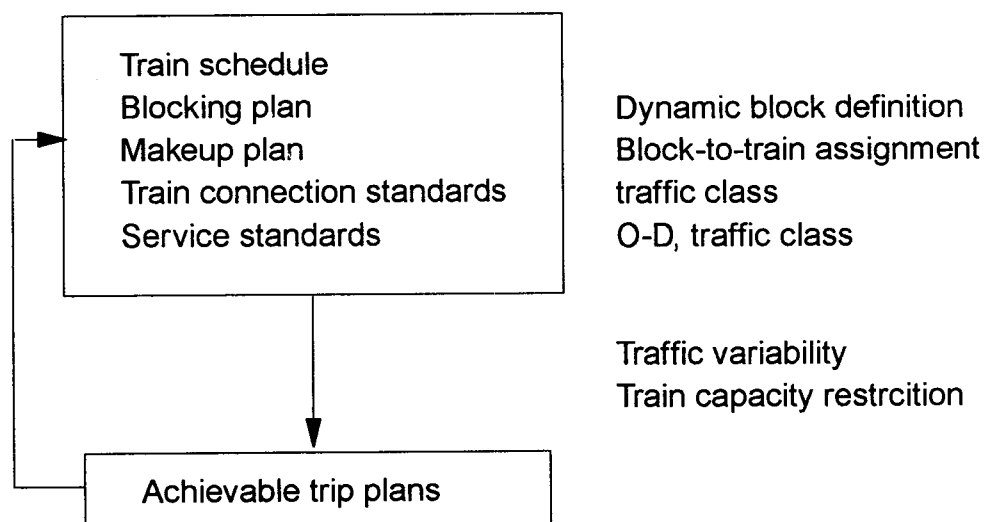 Train schedule
Blocking plan
Makeup plan
Train connection standards
Service standards
Dynamic block definition
Block-to-train assignment
traffic class
O-D, traffic class
Traffic variability
Train capacity restrcition
Achievable trip plans